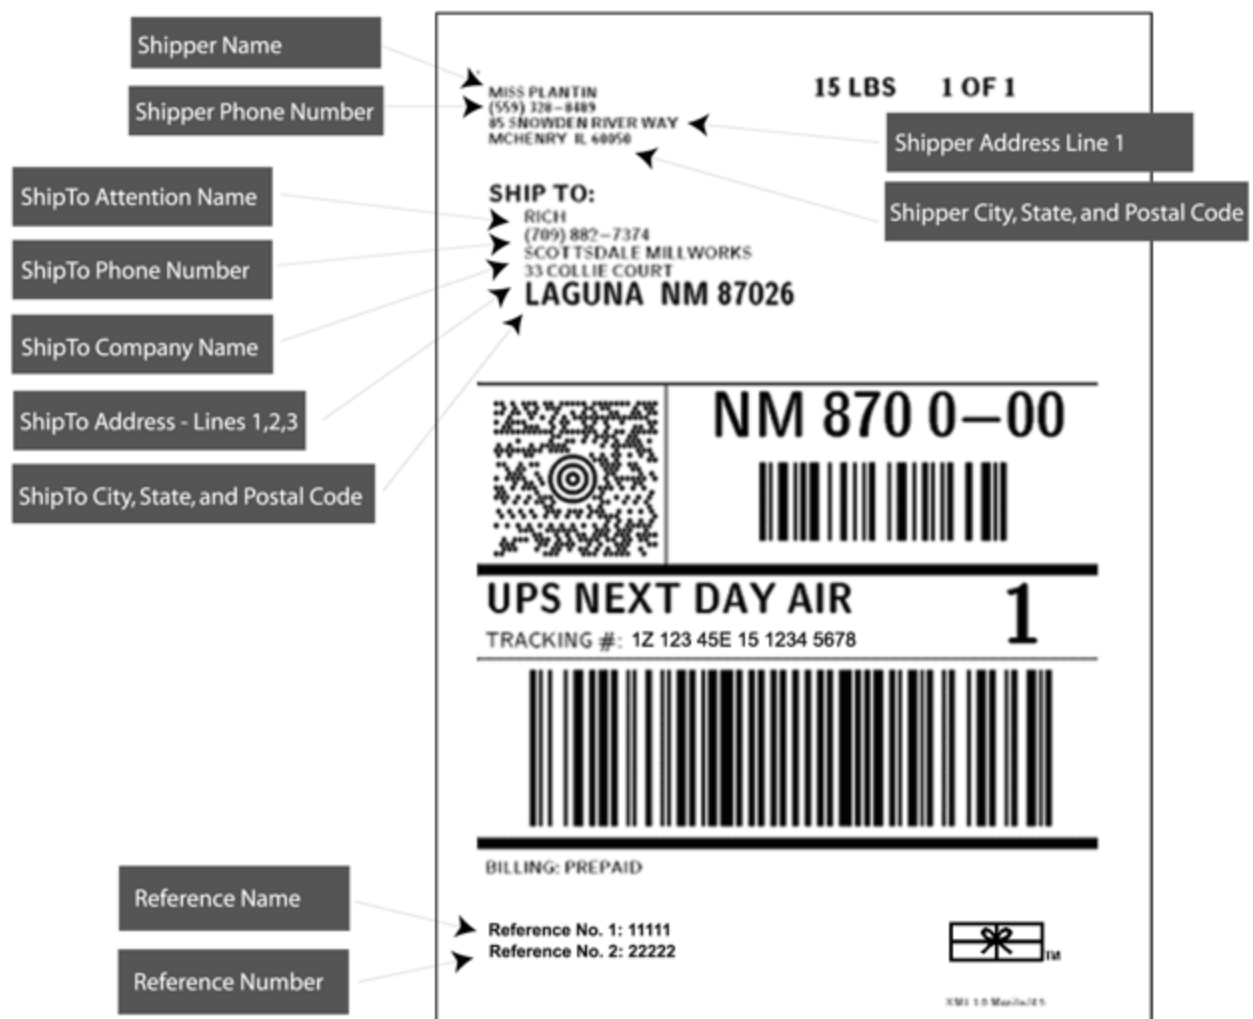 Shipper Name
Shipper Phone Number
ShipTo Attention Name
ShipTo Phone Number
ShipTo Company Name
ShipTo Address - Lines 1,2,3
ShipTo City, State, and Postal Code
Reference Name
Reference Number
MISS PLANTIN
(559) 328-8489
85 SNOWDEN RIVER WAY
MCHENRY IL 60050
15 LBS 1 OF 1
Shipper Address Line 1
Shipper City, State, and Postal Code
SHIP TO:
RICH
(709) 882-7374
SCOTTSDALE MILLWORKS
33 COLLIE COURT
LAGUNA NM 87026
NM 870 0-00
UPS NEXT DAY AIR
1
TRACKING #: 1Z 123 45E 15 1234 5678
BILLING: PREPAID
Reference No. 1: 11111
Reference No. 2: 22222
TM